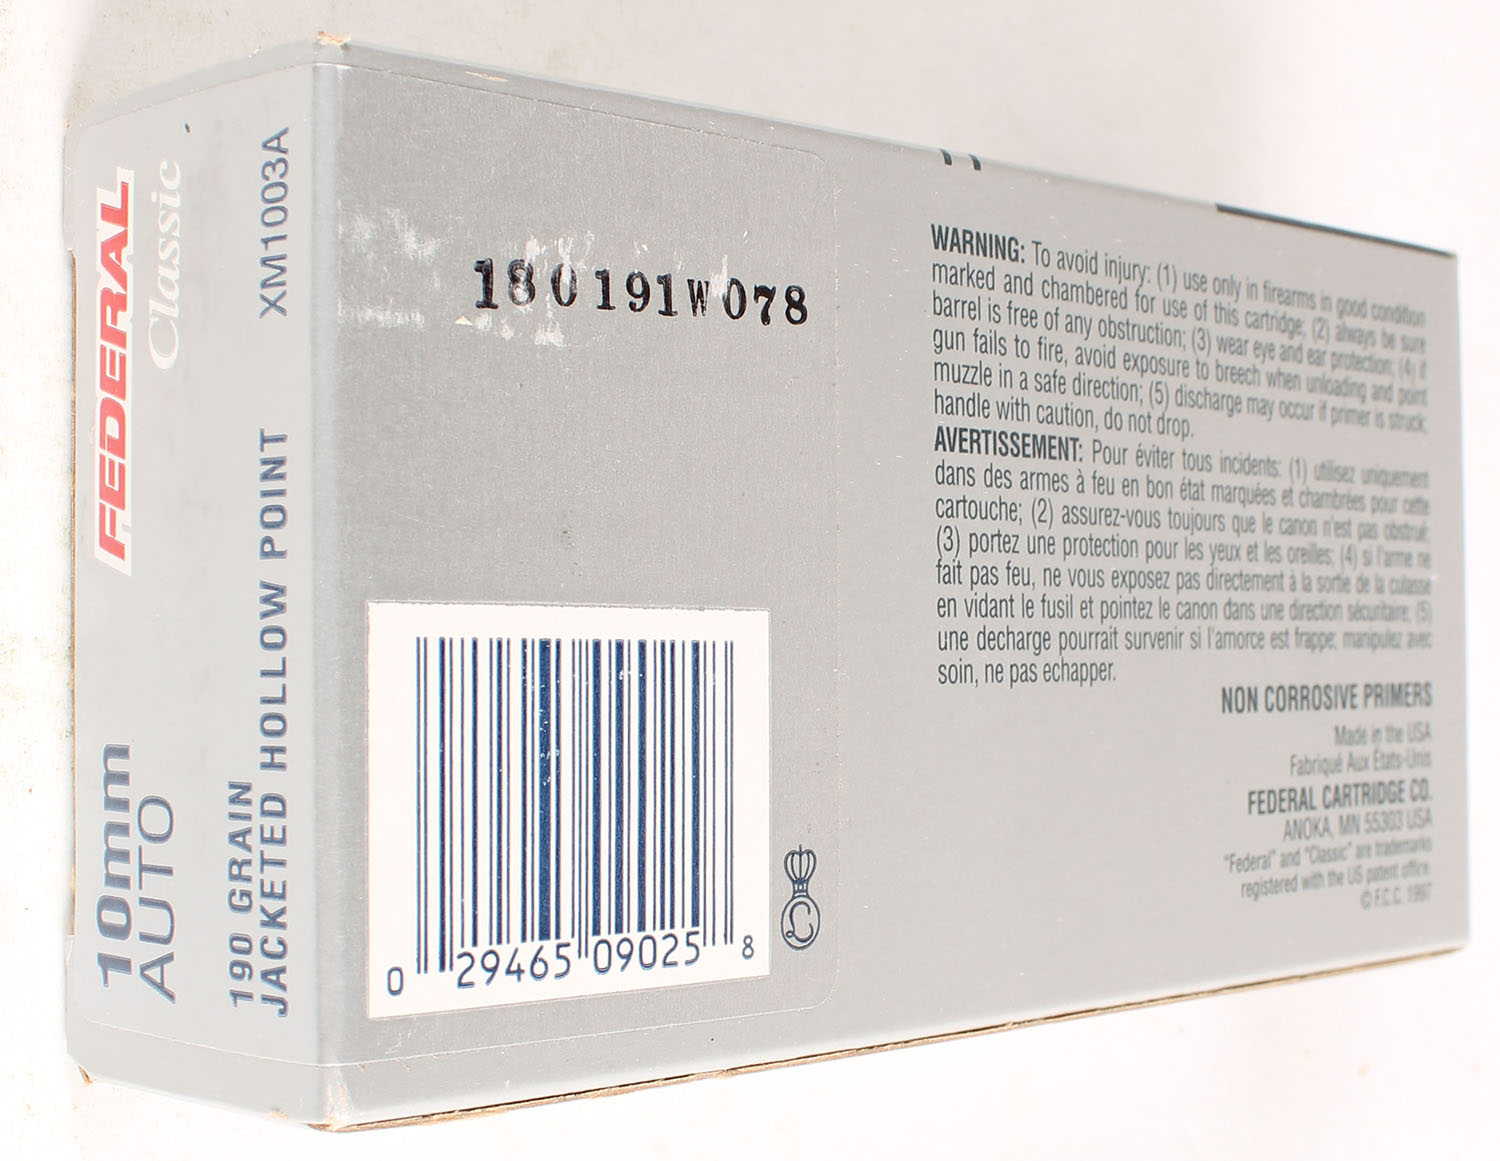 FEDERAL
Classic
XM1003A
10mm
AUTO
190 GRAIN
JACKETED HOLLOW POINT
180191W078
0 29465 09025 8
WARNING: To avoid injury: (1) use only in firearms in good condition
marked and chambered for use of this cartridge; (2) always be sure
barrel is free of any obstruction; (3) wear eye and ear protection; (4) if
gun fails to fire, avoid exposure to breech when unloading and point
muzzle in a safe direction; (5) discharge may occur if primer is struck;
handle with caution, do not drop.
AVERTISSEMENT: Pour éviter tous incidents: (1) utilisez uniquement
dans des armes à feu en bon état marquées et chambrées pour cette
cartouche; (2) assurez-vous toujours que le canon n'est pas obstrué;
(3) portez une protection pour les yeux et les oreilles; (4) si l'arme ne
fait pas feu, ne vous exposez pas directement à la sortie de la culasse
en vidant le fusil et pointez le canon dans une direction sécuritaire; (5)
une decharge pourrait survenir si l'amorce est frappe; manipulez avec
soin, ne pas echapper.
NON CORROSIVE PRIMERS
Made in the USA
Fabriqué Aux États-Unis
FEDERAL CARTRIDGE CO.
ANOKA, MN 55303 USA
"Federal" and "Classic" are trademarks
registered with the US patent office.
© F.C.C. 1997